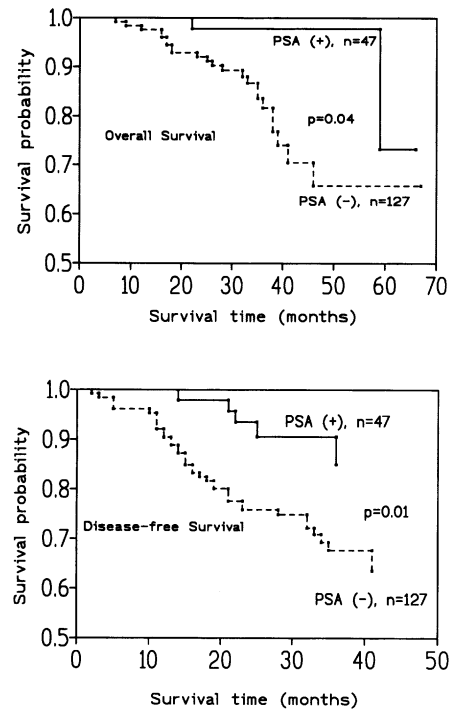 1.0
PSA (+), n=47
0.9
Survival probability
0.8
p=0.04
Overall Survival
0.7
PSA (-), n=127
0.6
0.5
0 10 20 30 40 50 60 70
Survival time (months)
1.0
PSA (+), n=47
0.9
Survival probability
0.8
p=0.01
Disease-free Survival
0.7
0.6
PSA (-), n=127
0.5
0 10 20 30 40 50
Survival time (months)